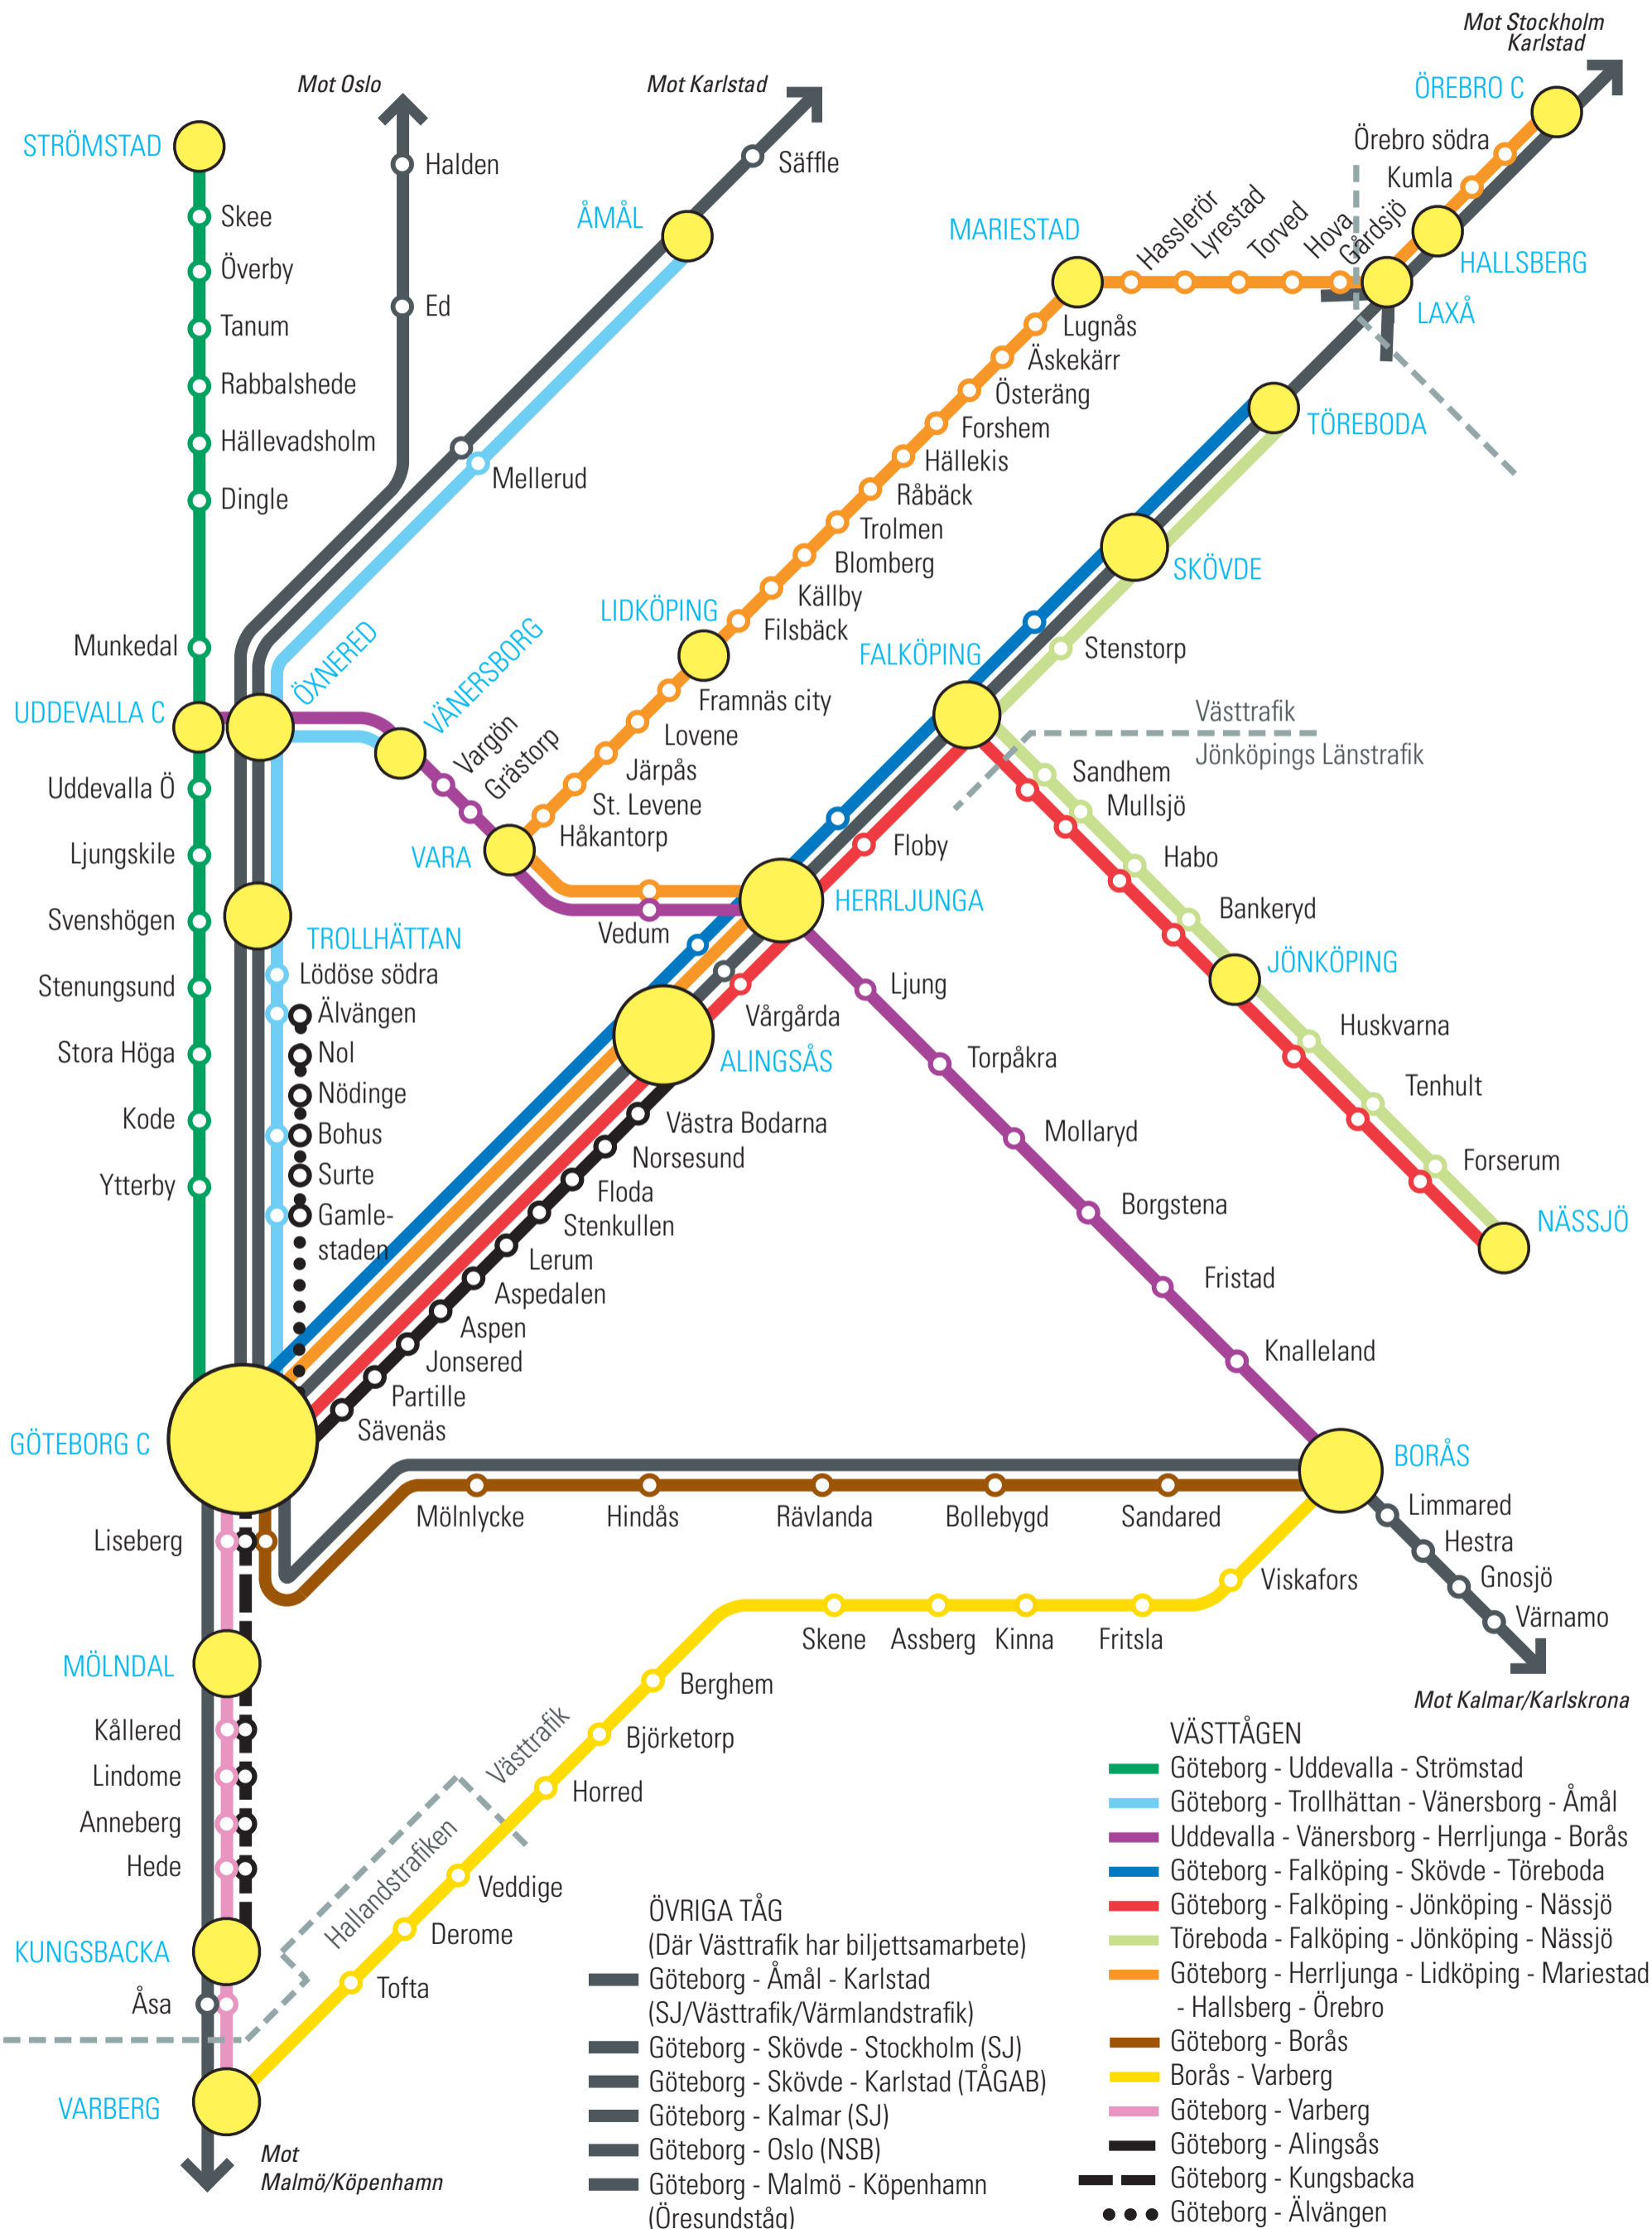 Mot Stockholm
Karlstad
Mot Oslo
Mot Karlstad
ÖREBRO C
STRÖMSTAD
Örebro södra
Halden
Säffle
Kumla
Skee
ÅMÅL
MARIESTAD
Hasslerör
Lyrestad
Torved
Hova
Gårdsjö
HALLSBERG
Överby
Ed
LAXÅ
Tanum
Lugnås
Äskekärr
Rabbalshede
Österäng
TÖREBODA
Forshem
Hällevadsholm
Hällekis
Mellerud
Råbäck
Dingle
Trolmen
Blomberg
SKÖVDE
Källby
LIDKÖPING
Filsbäck
Munkedal
ÖXNERED
VÄNERSBORG
FALKÖPING
Stenstorp
Framnäs city
UDDEVALLA C
Västtrafik
Lovene
Jönköpings Länstrafik
Vargön
Grästorp
Järpås
Sandhem
Uddevalla Ö
St. Levene
Mullsjö
Håkantorp
Floby
Ljungskile
VARA
Habo
HERRLJUNGA
Bankeryd
Svenshögen
Vedum
TROLLHÄTTAN
JÖNKÖPING
Lödöse södra
Ljung
Stenungsund
Älvängen
Vårgårda
Huskvarna
Stora Höga
Nol
ALINGSÅS
Torpåkra
Nödinge
Tenhult
Kode
Bohus
Västra Bodarna
Mollaryd
Norsesund
Forserum
Surte
Ytterby
Floda
Borgstena
Gamle-
staden
Stenkullen
NÄSSJÖ
Lerum
Fristad
Aspedalen
Aspen
Knalleland
Jonsered
Partille
Sävenäs
GÖTEBORG C
BORÅS
Mölnlycke
Hindås
Rävlanda
Bollebygd
Sandared
Limmared
Liseberg
Hestra
Viskafors
Gnosjö
Värnamo
Skene
Assberg
Kinna
Fritsla
MÖLNDAL
Berghem
Mot Kalmar/Karlskrona
Kållered
Björketorp
Västtrafik
Lindome
Horred
Anneberg
Hallandstrafiken
Hede
Veddige
Derome
KUNGSBACKA
Tofta
Åsa
VARBERG
Mot
Malmö/Köpenhamn
ÖVRIGA TÅG
(Där Västtrafik har biljettsamarbete)
Göteborg - Åmål - Karlstad
(SJ/Västtrafik/Värmlandstrafik)
Göteborg - Skövde - Stockholm (SJ)
Göteborg - Skövde - Karlstad (TÅGAB)
Göteborg - Kalmar (SJ)
Göteborg - Oslo (NSB)
Göteborg - Malmö - Köpenhamn
(Öresundståg)
VÄSTTÅGEN
Göteborg - Uddevalla - Strömstad
Göteborg - Trollhättan - Vänersborg - Åmål
Uddevalla - Vänersborg - Herrljunga - Borås
Göteborg - Falköping - Skövde - Töreboda
Göteborg - Falköping - Jönköping - Nässjö
Töreboda - Falköping - Jönköping - Nässjö
Göteborg - Herrljunga - Lidköping - Mariestad
- Hallsberg - Örebro
Göteborg - Borås
Borås - Varberg
Göteborg - Varberg
Göteborg - Alingsås
Göteborg - Kungsbacka
Göteborg - Älvängen